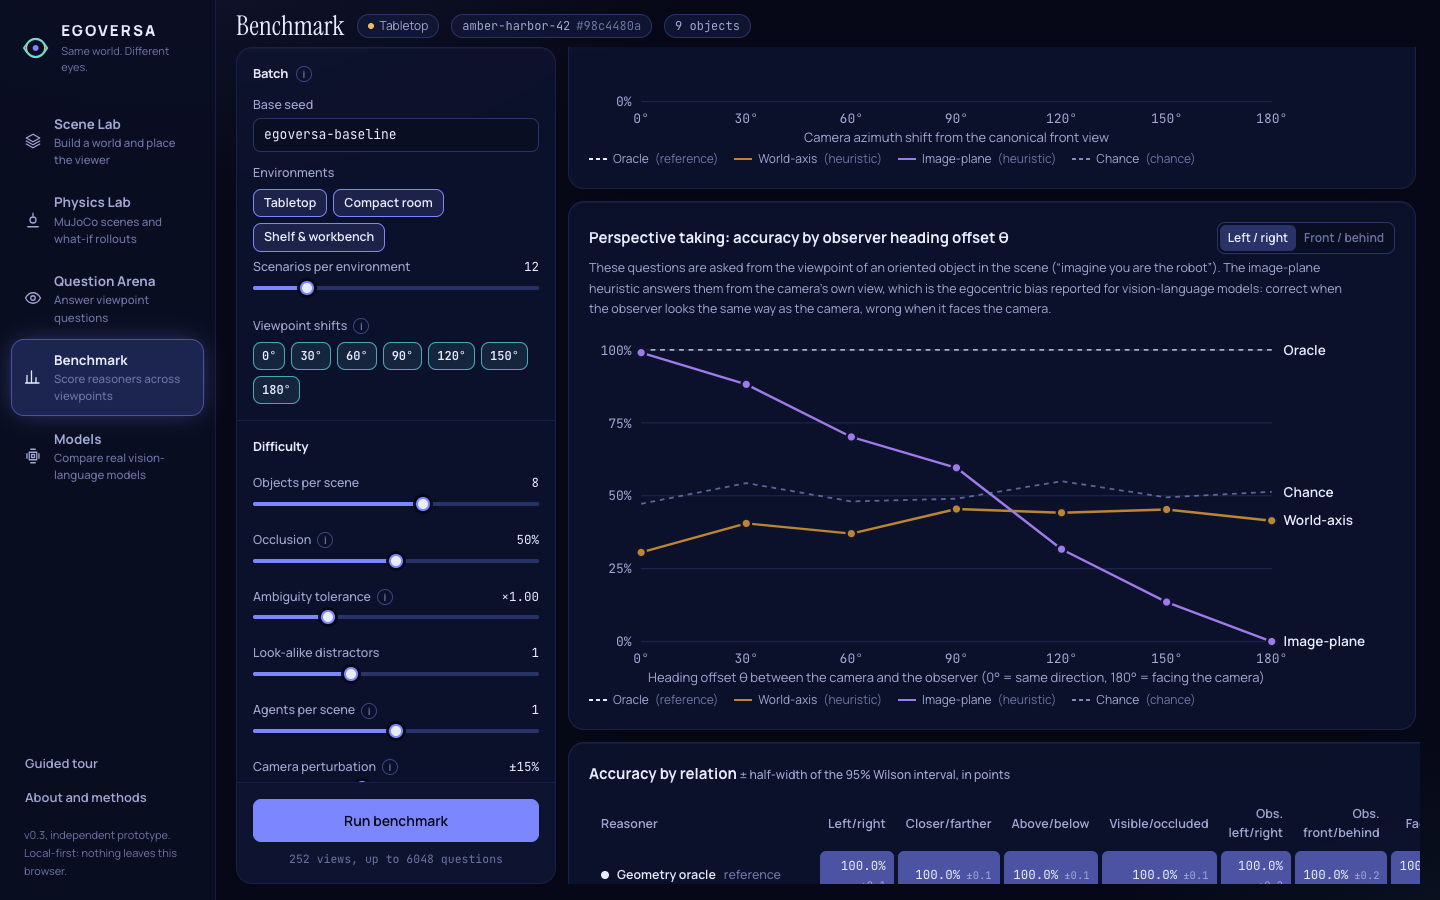 EGOVERSA
Same world. Different
eyes.
Scene Lab
Build a world and place
the viewer
Physics Lab
MuJoCo scenes and
what-if rollouts
Question Arena
Answer viewpoint
questions
Benchmark
Score reasoners across
viewpoints
Models
Compare real vision-
language models
Guided tour
About and methods
v0.3, independent prototype.
Local-first: nothing leaves this
browser.
Benchmark
Tabletop
amber-harbor-42 #98c4480a
9 objects
Batch
Base seed
egoversa-baseline
Environments
Tabletop Compact room
Shelf & workbench
Scenarios per environment 12
Viewpoint shifts
0° 30° 60° 90° 120° 150°
180°
Difficulty
Objects per scene 8
Occlusion 50%
Ambiguity tolerance ×1.00
Look-alike distractors 1
Agents per scene 1
Camera perturbation ±15%
Run benchmark
252 views, up to 6048 questions
0%
0° 30° 60° 90° 120° 150° 180°
Camera azimuth shift from the canonical front view
Oracle (reference) World-axis (heuristic) Image-plane (heuristic) Chance (chance)
Perspective taking: accuracy by observer heading offset Θ
Left / right Front / behind
These questions are asked from the viewpoint of an oriented object in the scene (“imagine you are the robot”). The image-plane
heuristic answers them from the camera's own view, which is the egocentric bias reported for vision-language models: correct when
the observer looks the same way as the camera, wrong when it faces the camera.
100%
Oracle
75%
50%
Chance
World-axis
25%
0%
Image-plane
0° 30° 60° 90° 120° 150° 180°
Heading offset Θ between the camera and the observer (0° = same direction, 180° = facing the camera)
Oracle (reference) World-axis (heuristic) Image-plane (heuristic) Chance (chance)
Accuracy by relation ± half-width of the 95% Wilson interval, in points
Reasoner Left/right Closer/farther Above/below Visible/occluded Obs. left/right Obs. front/behind
Geometry oracle reference 100.0% 100.0% ±0.1 100.0% ±0.1 100.0% ±0.1 100.0% 100.0% ±0.2